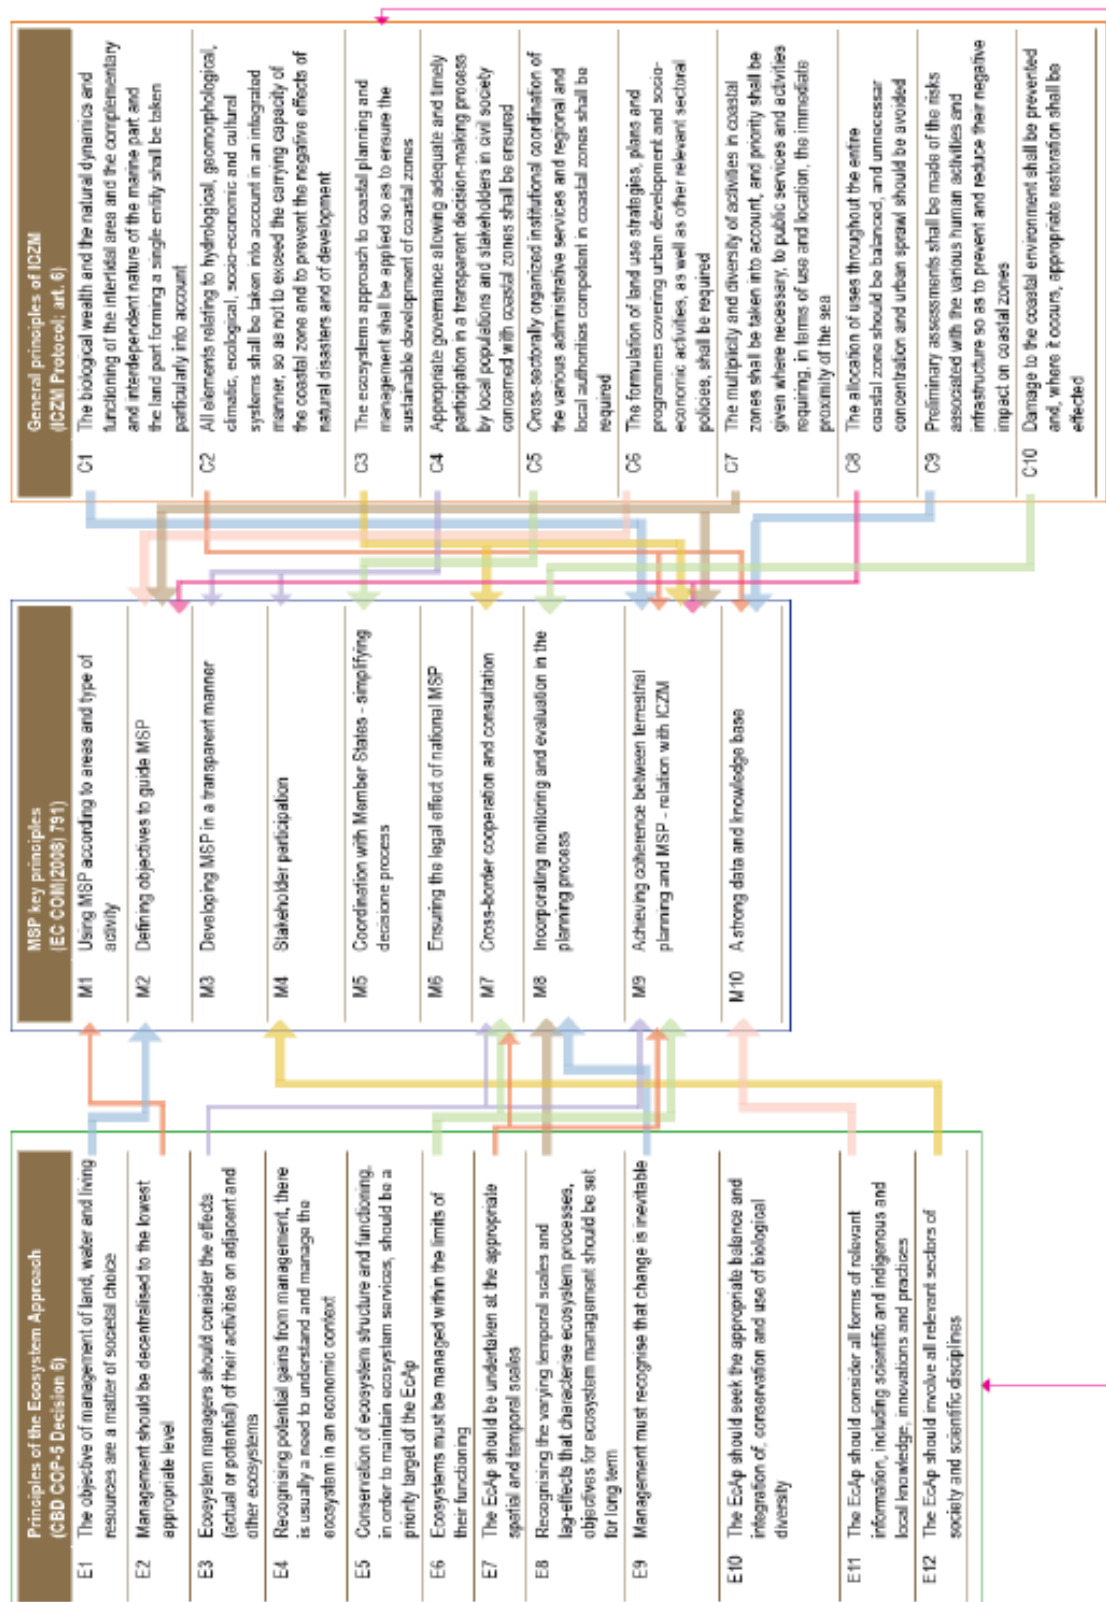 Principles of the Ecosystem Approach
(CBD COP-5 Decision 6)
E1 The objective of management of land, water and living
resources are a matter of societal choice
E2 Management should be decentralised to the lowest
appropriate level
E3 Ecosystem managers should consider the effects
(actual or potential) of their activities on adjacent and
other ecosystems
E4 Recognising potential gains from management, there
is usually a need to understand and manage the
ecosystem in an economic context
E5 Conservation of ecosystem structure and functioning,
in order to maintain ecosystem services, should be a
priority target of the EcAp
E6 Ecosystems must be managed within the limits of
their functioning
E7 The EcAp should be undertaken at the appropriate
spatial and temporal scales
E8 Recognising the varying temporal scales and
lag-effects that characterise ecosystem processes,
objectives for ecosystem management should be set
for long term
E9 Management must recognise that change is inevitable
E10 The EcAp should seek the appropriate balance and
integration of, conservation and use of biological
diversity
E11 The EcAp should consider all forms of relevant
information, including scientific and indigenous and
local knowledge, innovations and practices
E12 The EcAp should involve all relevant sectors of
society and scientific disciplines
MSP key principles
(EC COM(2008) 791)
M1 Using MSP according to areas and type of
activity
M2 Defining objectives to guide MSP
M3 Developing MSP in a transparent manner
M4 Stakeholder participation
M5 Coordination with Member States - simplifying
decisione process
M6 Ensuring the legal effect of national MSP
M7 Cross-border cooperation and consultation
M8 Incorporating monitoring and evaluation in the
planning process
M9 Achieving coherence between terrestrial
planning and MSP - relation with ICZM
M10 A strong data and knowledge base
General principles of ICZM
(ICZM Protocol; art. 6)
C1 The biological wealth and the natural dynamics and
functioning of the intertidal area and the complementary
and interdependent nature of the marine part and
the land part forming a single entity shall be taken
particularly into account
C2 All elements relating to hydrological, geomorphological,
climatic, ecological, socio-economic and cultural
systems shall be taken into account in an integrated
manner, so as not to exceed the carrying capacity of
the coastal zone and to prevent the negative effects of
natural disasters and of development
C3 The ecosystems approach to coastal planning and
management shall be applied so as to ensure the
sustainable development of coastal zones
C4 Appropriate governance allowing adequate and timely
participation in a transparent decision-making process
by local populations and stakeholders in civil society
concerned with coastal zones shall be ensured
C5 Cross-sectorally organized institutional coordination of
the various administrative services and regional and
local authorities competent in coastal zones shall be
required
C6 The formulation of land use strategies, plans and
programmes covering urban development and socio-
economic activities, as well as other relevant sectoral
policies, shall be required
C7 The multiplicity and diversity of activities in coastal
zones shall be taken into account, and priority shall be
given where necessary, to public services and activities
requiring, in terms of use and location, the immediate
proximity of the sea
C8 The allocation of uses throughout the entire
coastal zone should be balanced, and unnecessar
concentration and urban sprawl should be avoided
C9 Preliminary assessments shall be made of the risks
associated with the various human activities and
infrastructure so as to prevent and reduce their negative
impact on coastal zones
C10 Damage to the coastal environment shall be prevented
and, where it occurs, appropriate restoration shall be
effected